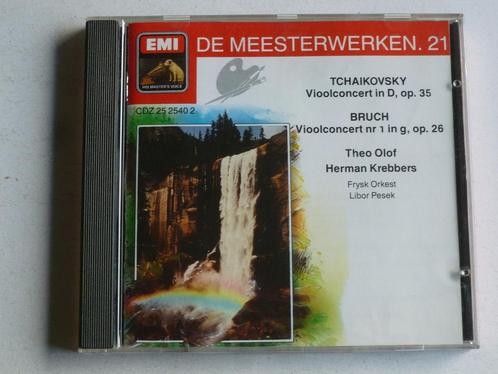 EMI
HIS MASTER'S VOICE
DE MEESTERWERKEN. 21
CDZ 25 2540 2
TCHAIKOVSKY
Vioolconcert in D, op. 35
BRUCH
Vioolconcert nr 1 in g, op. 26
Theo Olof
Herman Krebbers
Frysk Orkest
Libor Pesek